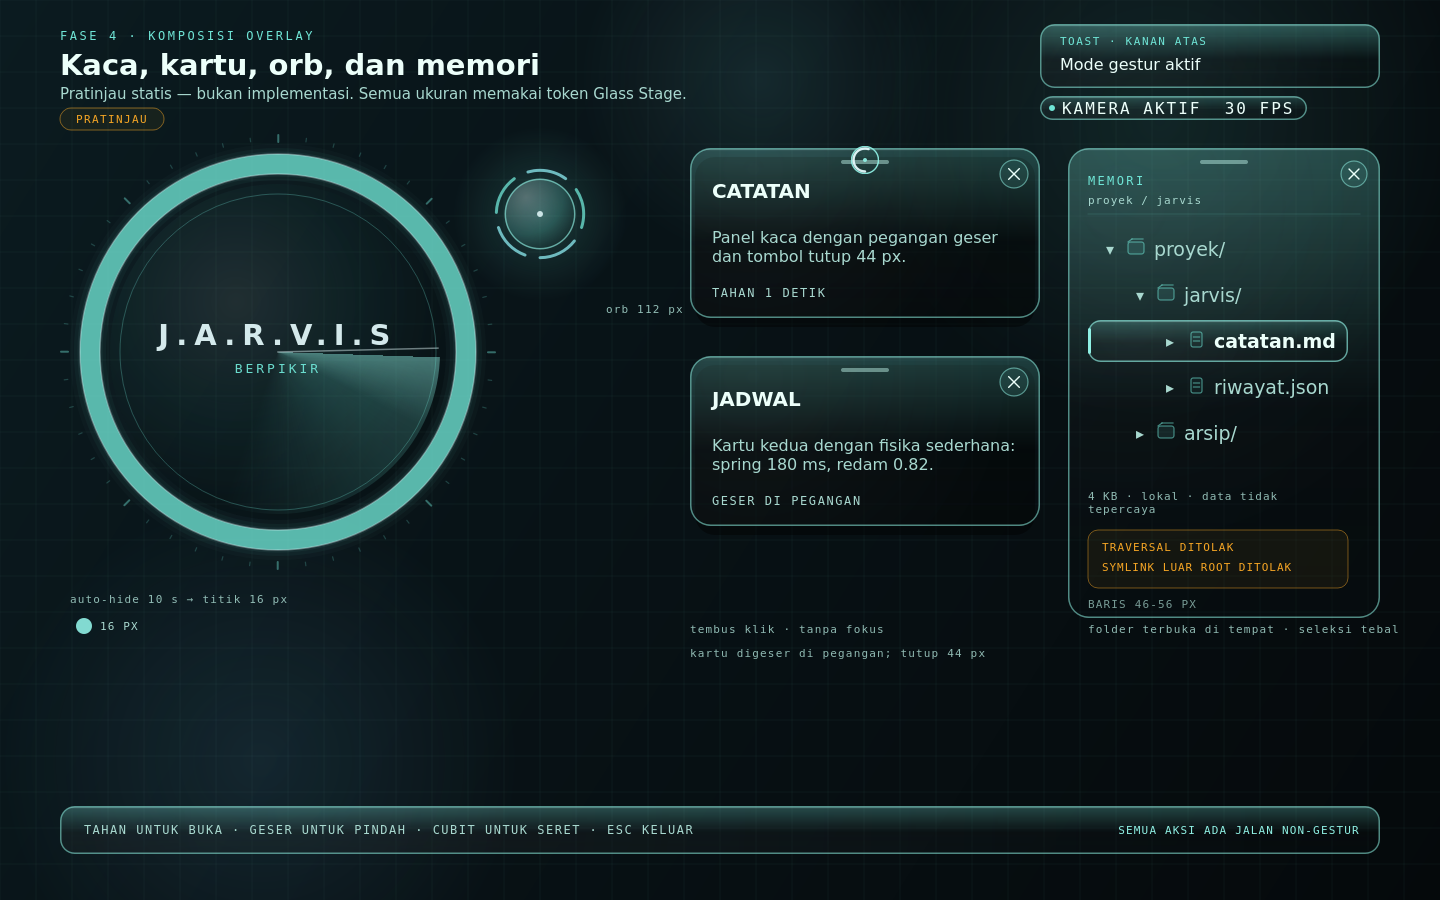 FASE 4 · KOMPOSISI OVERLAY
Kaca, kartu, orb, dan memori
Pratinjau statis — bukan implementasi. Semua ukuran memakai token Glass Stage.
PRATINJAU
TOAST · KANAN ATAS
Mode gestur aktif
KAMERA AKTIF 30 FPS
J.A.R.V.I.S
BERPIKIR
orb 112 px
auto-hide 10 s → titik 16 px
16 PX
CATATAN
Panel kaca dengan pegangan geser
dan tombol tutup 44 px.
TAHAN 1 DETIK
JADWAL
Kartu kedua dengan fisika sederhana:
spring 180 ms, redam 0.82.
GESER DI PEGANGAN
tembus klik · tanpa fokus
kartu digeser di pegangan; tutup 44 px
MEMORI
proyek / jarvis
▾ proyek/
▾ jarvis/
▸ catatan.md
▸ riwayat.json
▸ arsip/
4 KB · lokal · data tidak
tepercaya
TRAVERSAL DITOLAK
SYMLINK LUAR ROOT DITOLAK
BARIS 46-56 PX
folder terbuka di tempat · seleksi tebal
TAHAN UNTUK BUKA · GESER UNTUK PINDAH · CUBIT UNTUK SERET · ESC KELUAR
SEMUA AKSI ADA JALAN NON-GESTUR